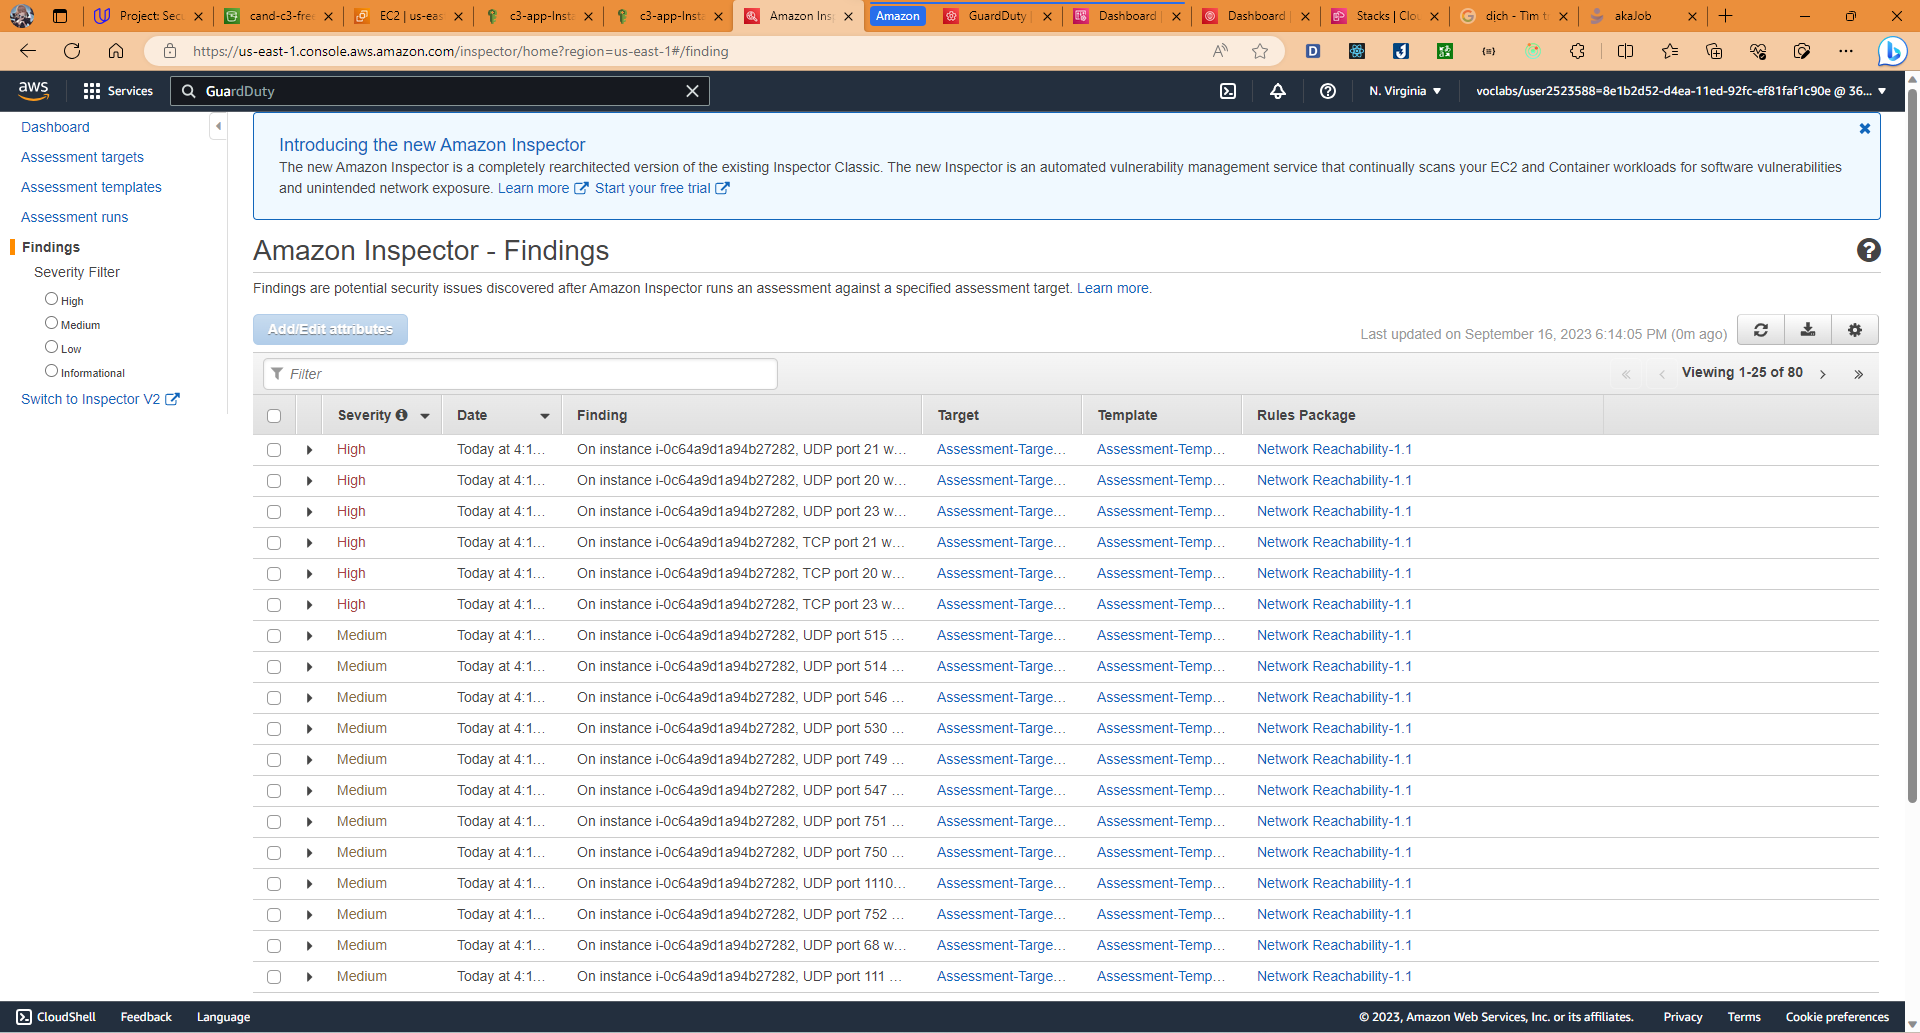 Project: Secu
cand-c3-free
EC2 | us-eas
c3-app-Insta
c3-app-Insta
Amazon Ins
Amazon
GuardDuty |
Dashboard |
Dashboard |
Stacks | Clou
dịch - Tìm t
akaJob
https://us-east-1.console.aws.amazon.com/inspector/home?region=us-east-1#/finding
aws
Services
GuardDuty
N. Virginia
voclabs/user2523588=8e1b2d52-d4ea-11ed-92fc-ef81faf1c90e @ 36...
Dashboard
Assessment targets
Assessment templates
Assessment runs
Findings
Severity Filter
High
Medium
Low
Informational
Switch to Inspector V2
Introducing the new Amazon Inspector
The new Amazon Inspector is a completely rearchitected version of the existing Inspector Classic. The new Inspector is an automated vulnerability management service that continually scans your EC2 and Container workloads for software vulnerabilities
and unintended network exposure. Learn more Start your free trial
Amazon Inspector - Findings
Findings are potential security issues discovered after Amazon Inspector runs an assessment against a specified assessment target. Learn more.
Add/Edit attributes
Last updated on September 16, 2023 6:14:05 PM (0m ago)
Filter
Viewing 1-25 of 80
Severity Date Finding Target Template Rules Package
High Today at 4:1... On instance i-0c64a9d1a94b27282, UDP port 21 w... Assessment-Targe... Assessment-Temp... Network Reachability-1.1
High Today at 4:1... On instance i-0c64a9d1a94b27282, UDP port 20 w... Assessment-Targe... Assessment-Temp... Network Reachability-1.1
High Today at 4:1... On instance i-0c64a9d1a94b27282, UDP port 23 w... Assessment-Targe... Assessment-Temp... Network Reachability-1.1
High Today at 4:1... On instance i-0c64a9d1a94b27282, TCP port 21 w... Assessment-Targe... Assessment-Temp... Network Reachability-1.1
High Today at 4:1... On instance i-0c64a9d1a94b27282, TCP port 20 w... Assessment-Targe... Assessment-Temp... Network Reachability-1.1
High Today at 4:1... On instance i-0c64a9d1a94b27282, TCP port 23 w... Assessment-Targe... Assessment-Temp... Network Reachability-1.1
Medium Today at 4:1... On instance i-0c64a9d1a94b27282, UDP port 515 ... Assessment-Targe... Assessment-Temp... Network Reachability-1.1
Medium Today at 4:1... On instance i-0c64a9d1a94b27282, UDP port 514 ... Assessment-Targe... Assessment-Temp... Network Reachability-1.1
Medium Today at 4:1... On instance i-0c64a9d1a94b27282, UDP port 546 ... Assessment-Targe... Assessment-Temp... Network Reachability-1.1
Medium Today at 4:1... On instance i-0c64a9d1a94b27282, UDP port 530 ... Assessment-Targe... Assessment-Temp... Network Reachability-1.1
Medium Today at 4:1... On instance i-0c64a9d1a94b27282, UDP port 749 ... Assessment-Targe... Assessment-Temp... Network Reachability-1.1
Medium Today at 4:1... On instance i-0c64a9d1a94b27282, UDP port 547 ... Assessment-Targe... Assessment-Temp... Network Reachability-1.1
Medium Today at 4:1... On instance i-0c64a9d1a94b27282, UDP port 751 ... Assessment-Targe... Assessment-Temp... Network Reachability-1.1
Medium Today at 4:1... On instance i-0c64a9d1a94b27282, UDP port 750 ... Assessment-Targe... Assessment-Temp... Network Reachability-1.1
Medium Today at 4:1... On instance i-0c64a9d1a94b27282, UDP port 1110... Assessment-Targe... Assessment-Temp... Network Reachability-1.1
Medium Today at 4:1... On instance i-0c64a9d1a94b27282, UDP port 752 ... Assessment-Targe... Assessment-Temp... Network Reachability-1.1
Medium Today at 4:1... On instance i-0c64a9d1a94b27282, UDP port 68 w... Assessment-Targe... Assessment-Temp... Network Reachability-1.1
Medium Today at 4:1... On instance i-0c64a9d1a94b27282, UDP port 111 ... Assessment-Targe... Assessment-Temp... Network Reachability-1.1
CloudShell Feedback Language © 2023, Amazon Web Services, Inc. or its affiliates. Privacy Terms Cookie preferences